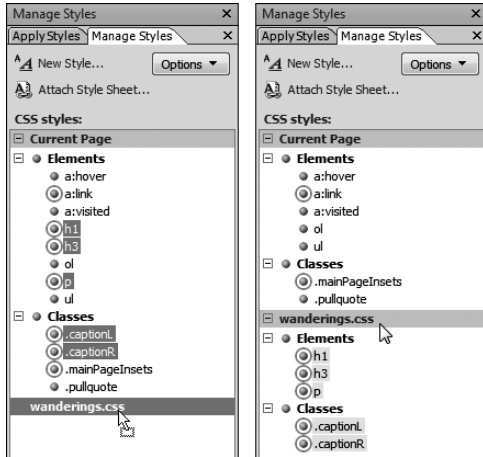 Manage Styles
Apply Styles Manage Styles
New Style... Options
Attach Style Sheet...
CSS styles:
Current Page
Elements
a:hover
a:link
a:visited
h1
h3
ol
p
ul
Classes
.captionL
.captionR
.mainPageInsets
.pullquote
wanderings.css
Manage Styles
Apply Styles Manage Styles
New Style... Options
Attach Style Sheet...
CSS styles:
Current Page
Elements
a:hover
a:link
a:visited
ol
ul
Classes
.mainPageInsets
.pullquote
wanderings.css
Elements
h1
h3
p
Classes
.captionL
.captionR